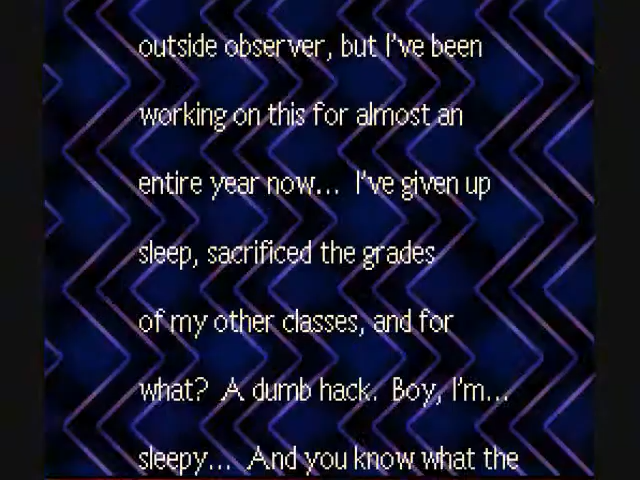 outside observer, but I've been
working on this for almost an
entire year now...  I've given up
sleep, sacrificed the grades
of my other classes, and for
what?  A dumb hack.  Boy, I'm...
sleepy...  And you know what the